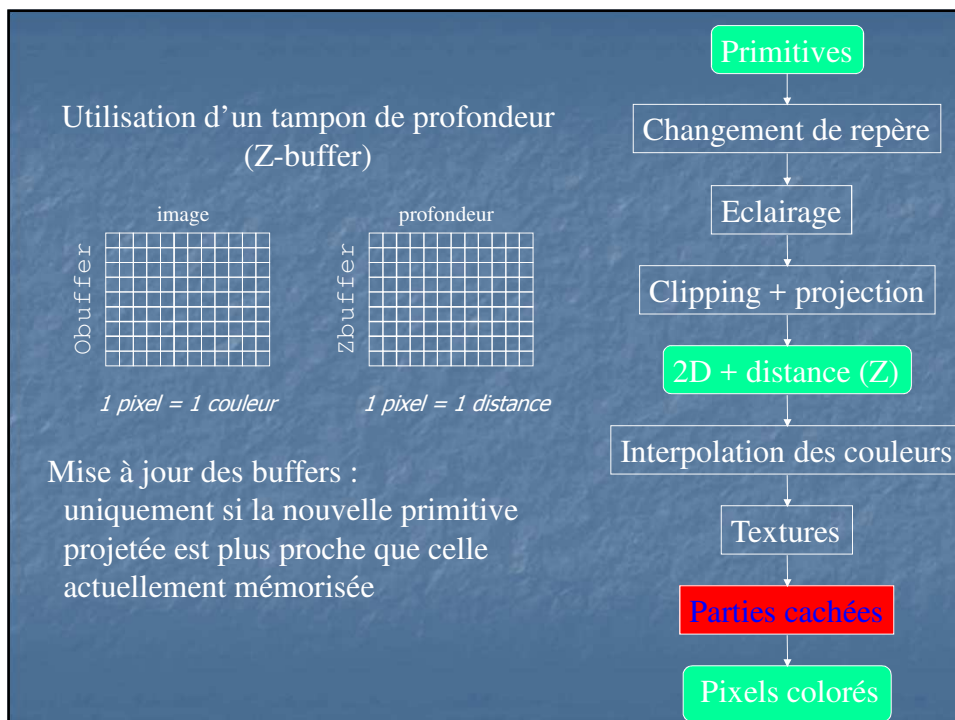 Utilisation d'un tampon de profondeur
(Z-buffer)
image
profondeur
Obuffer
Zbuffer
1 pixel = 1 couleur
1 pixel = 1 distance
Mise à jour des buffers :
uniquement si la nouvelle primitive
projetée est plus proche que celle
actuellement mémorisée
Primitives
Changement de repère
Eclairage
Clipping + projection
2D + distance (Z)
Interpolation des couleurs
Textures
Parties cachées
Pixels colorés